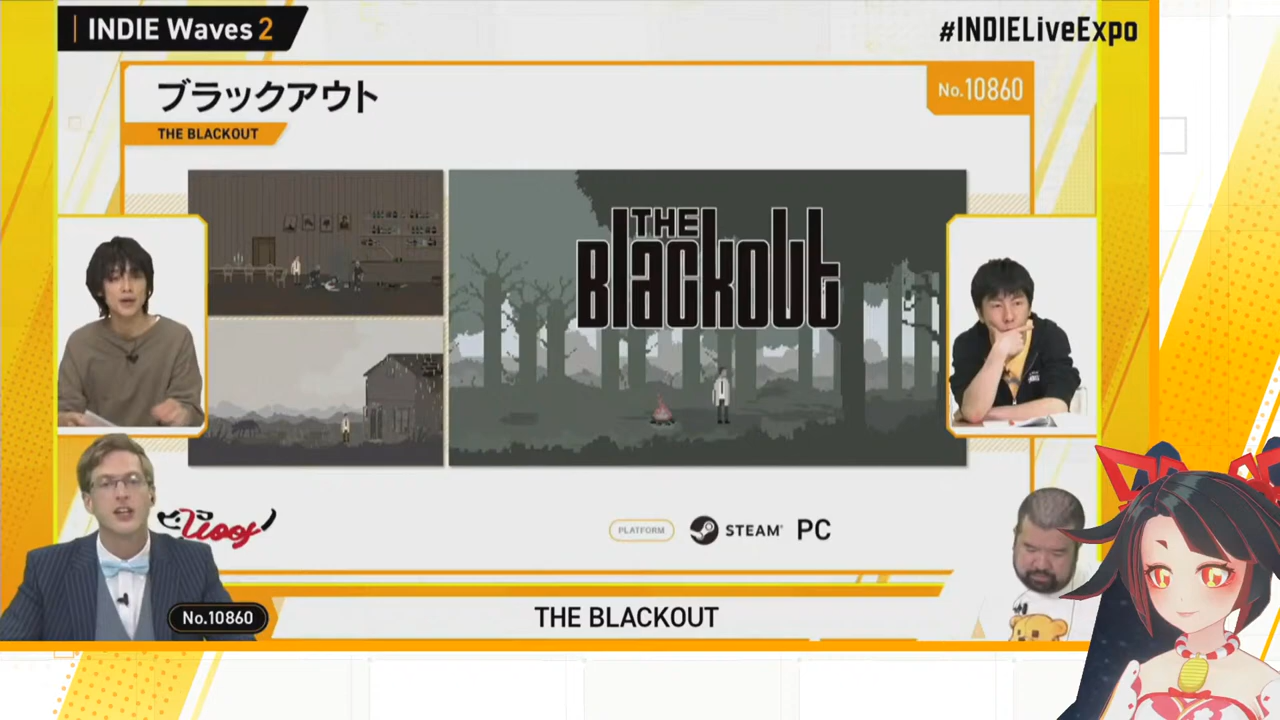 INDIE Waves 2
#INDIELiveExpo
ブラックアウト
No.10860
THE BLACKOUT
THE
Blackout
Woof
PLATFORM
STEAM
PC
No.10860
THE BLACKOUT